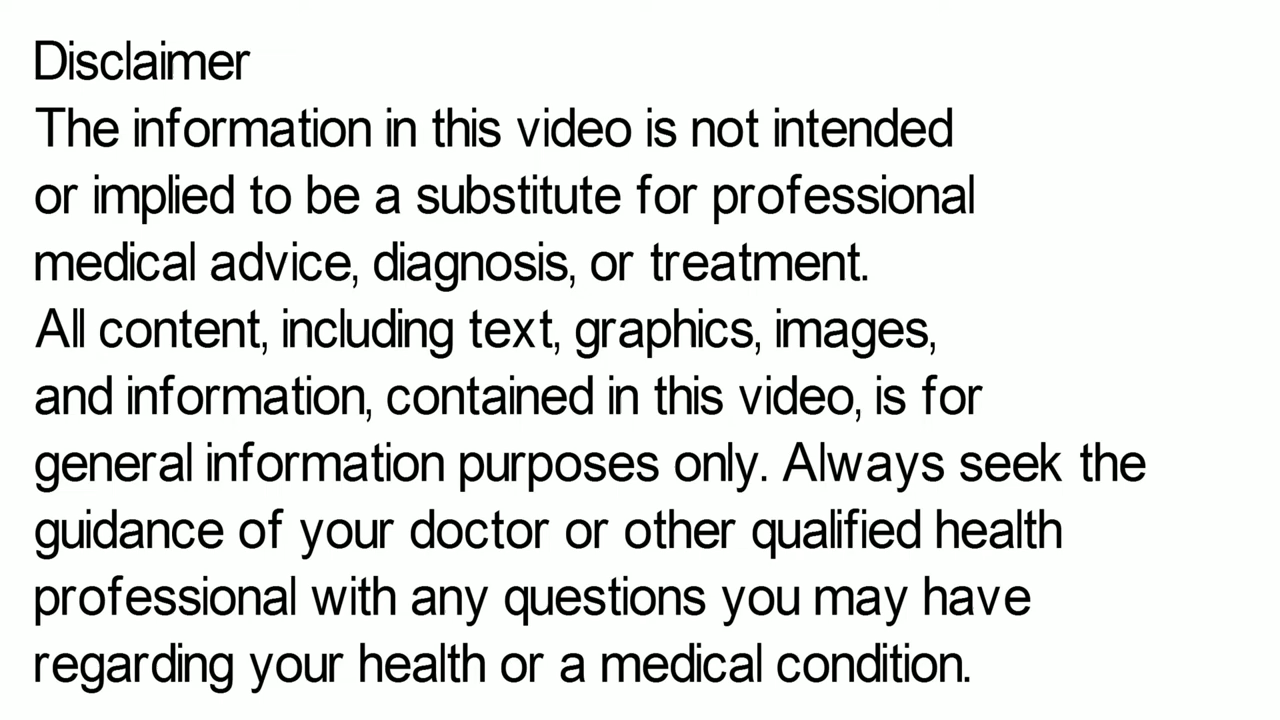 Disclaimer
The information in this video is not intended
or implied to be a substitute for professional
medical advice, diagnosis, or treatment.
All content, including text, graphics, images,
and information, contained in this video, is for
general information purposes only. Always seek the
guidance of your doctor or other qualified health
professional with any questions you may have
regarding your health or a medical condition.